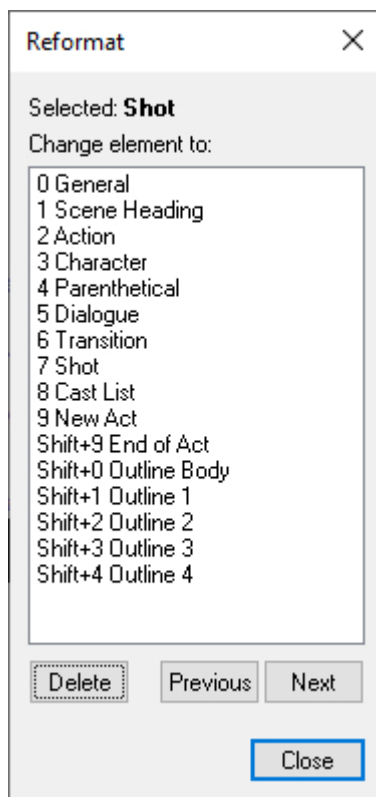 Reformat
Selected: Shot
Change element to:
0 General
1 Scene Heading
2 Action
3 Character
4 Parenthetical
5 Dialogue
6 Transition
7 Shot
8 Cast List
9 New Act
Shift+9 End of Act
Shift+0 Outline Body
Shift+1 Outline 1
Shift+2 Outline 2
Shift+3 Outline 3
Shift+4 Outline 4
Delete Previous Next
Close